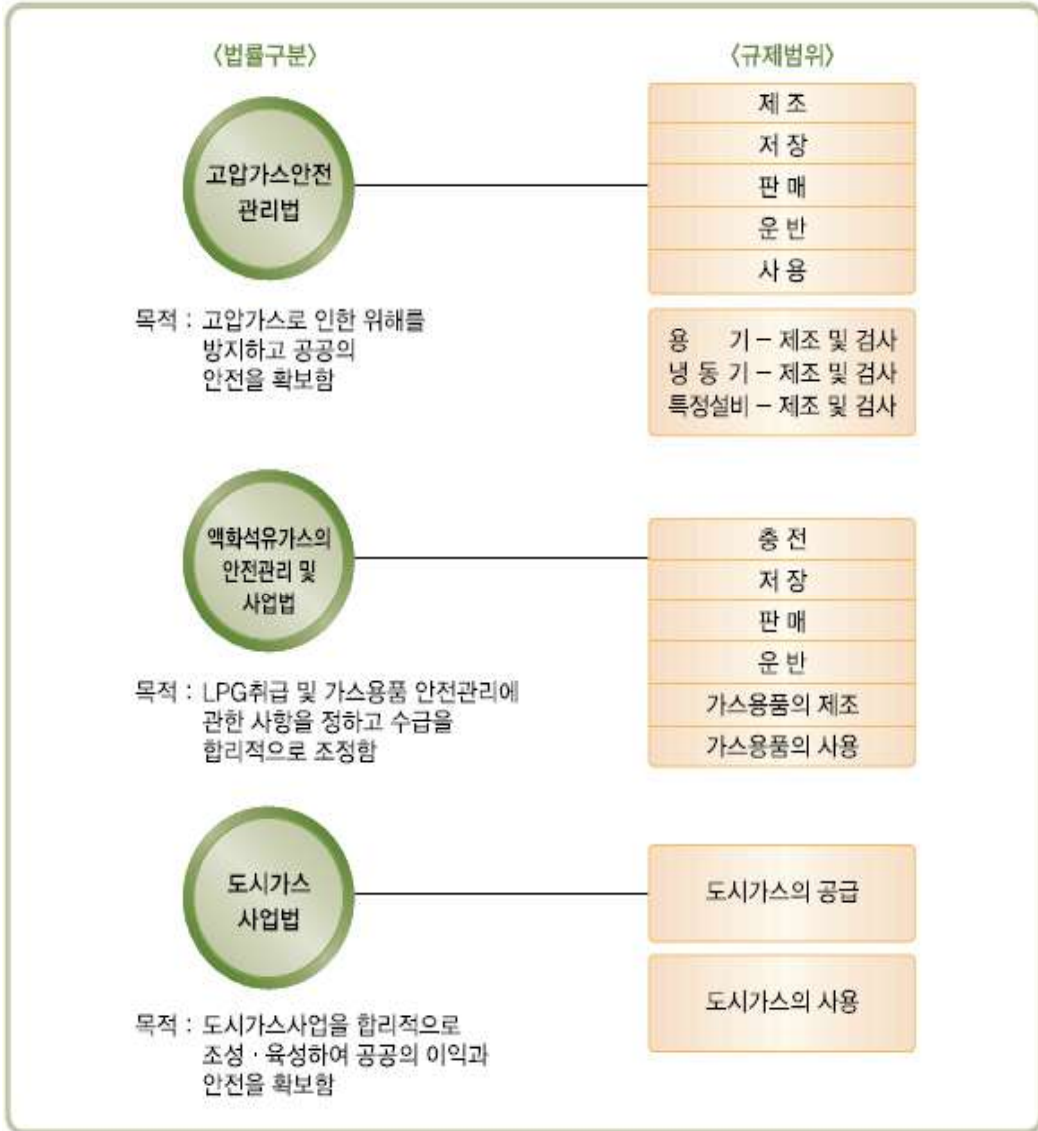 〈법률구분〉
〈규제범위〉
고압가스안전
관리법
제 조
저 장
판 매
운 반
사 용
목적 : 고압가스로 인한 위해를
방지하고 공공의
안전을 확보함
용 기 – 제조 및 검사
냉 동 기 – 제조 및 검사
특정설비 – 제조 및 검사
액화석유가스의
안전관리 및
사업법
충 전
저 장
판 매
운 반
가스용품의 제조
가스용품의 사용
목적 : LPG취급 및 가스용품 안전관리에
관한 사항을 정하고 수급을
합리적으로 조정함
도시가스
사업법
도시가스의 공급
도시가스의 사용
목적 : 도시가스사업을 합리적으로
조성 · 육성하여 공공의 이익과
안전을 확보함